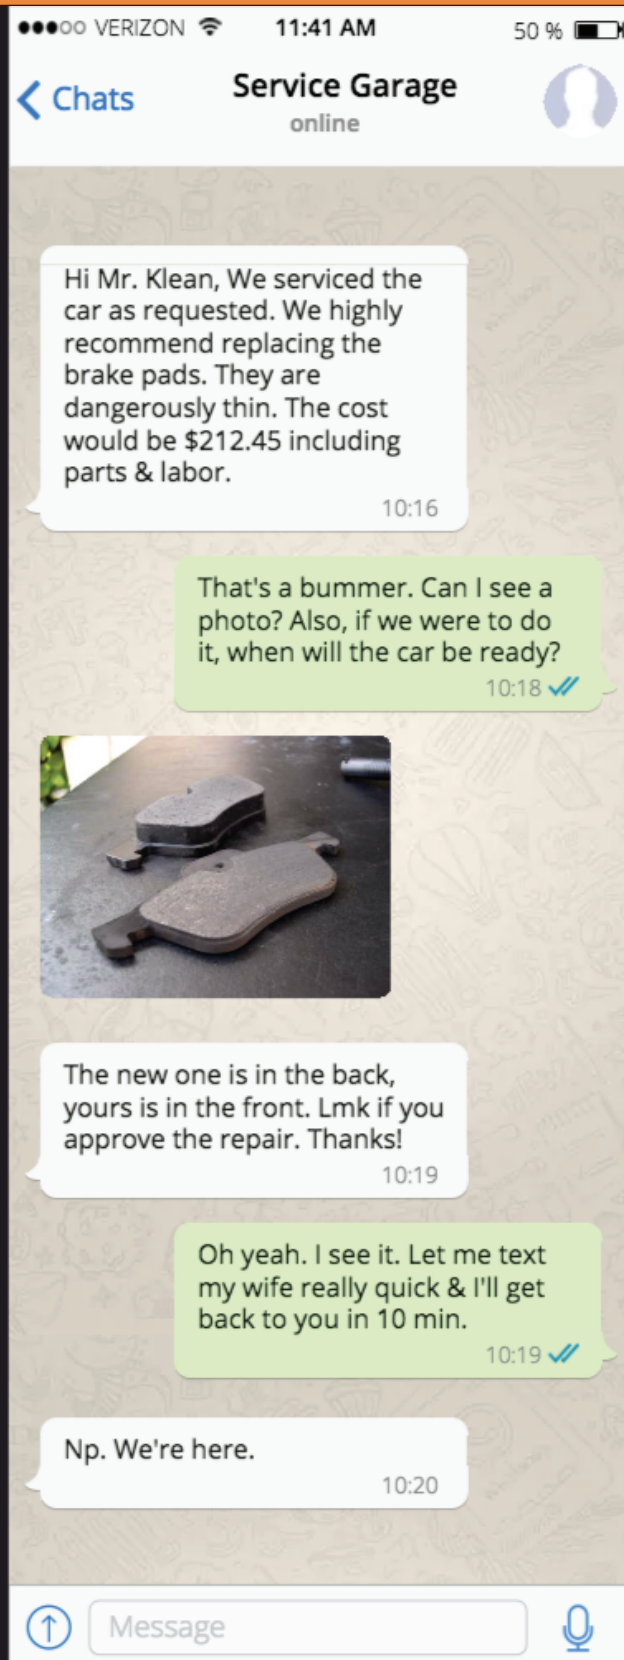 VERIZON 11:41 AM 50 %
Chats Service Garage
online
Hi Mr. Klean, We serviced the
car as requested. We highly
recommend replacing the
brake pads. They are
dangerously thin. The cost
would be $212.45 including
parts & labor.
10:16
That's a bummer. Can I see a
photo? Also, if we were to do
it, when will the car be ready?
10:18
The new one is in the back,
yours is in the front. Lmk if you
approve the repair. Thanks!
10:19
Oh yeah. I see it. Let me text
my wife really quick & I'll get
back to you in 10 min.
10:19
Np. We're here.
10:20
Message